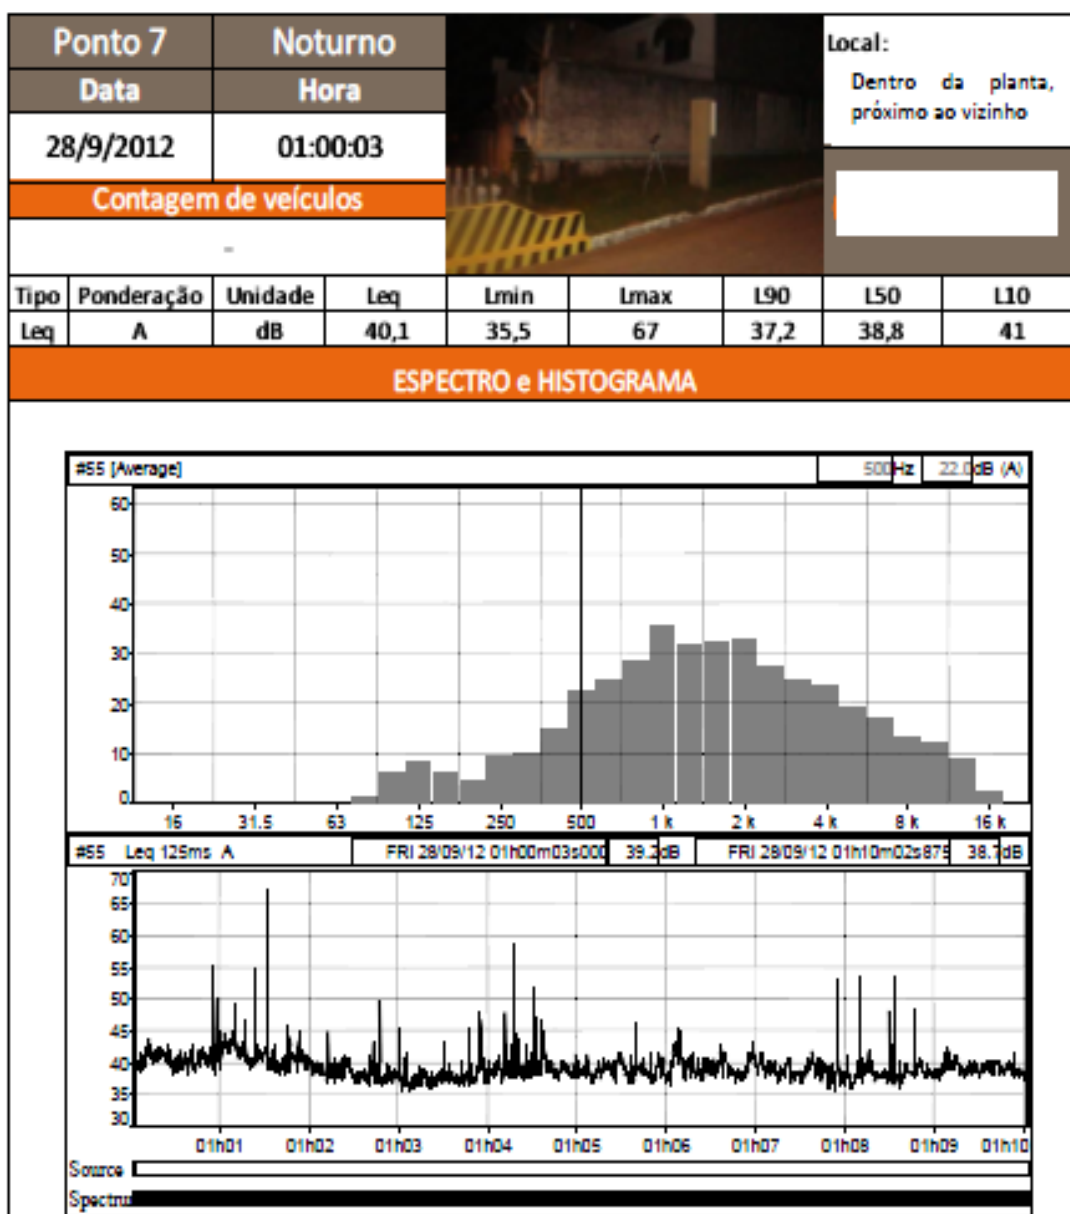 Ponto 7 Noturno
Data Hora
28/9/2012 01:00:03
Contagem de veículos
-
Local:
Dentro da planta,
próximo ao vizinho
Tipo Ponderação Unidade Leq Lmin Lmax L90 L50 L10
Leq A dB 40,1 35,5 67 37,2 38,8 41
ESPECTRO e HISTOGRAMA
#55 [Average] 500Hz 22.0dB (A)
60
50
40
30
20
10
0
16 31.5 63 125 250 500 1 k 2 k 4 k 8 k 16 k
#55 Leq 125ms A FRI 28/09/12 01h00m03s000 39.2dB FRI 28/09/12 01h10m02s875 38.7dB
70
65
60
55
50
45
40
35
30
01h01 01h02 01h03 01h04 01h05 01h06 01h07 01h08 01h09 01h10
Source
Spectru